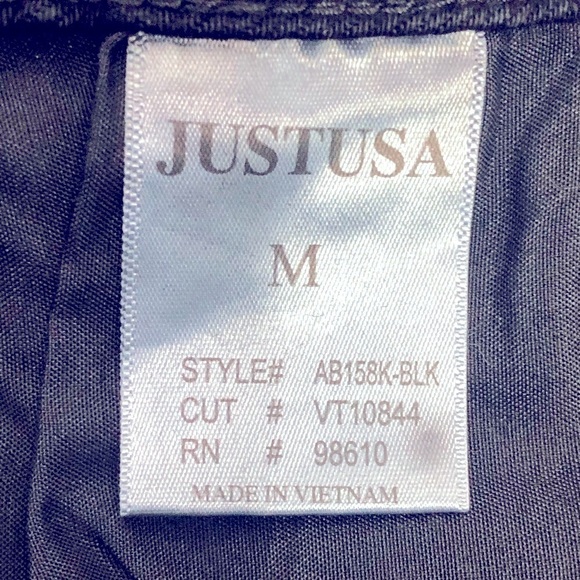 JUSTUSA
M
STYLE# AB158K-BLK
CUT # VT10844
RN # 98610
MADE IN VIETNAM